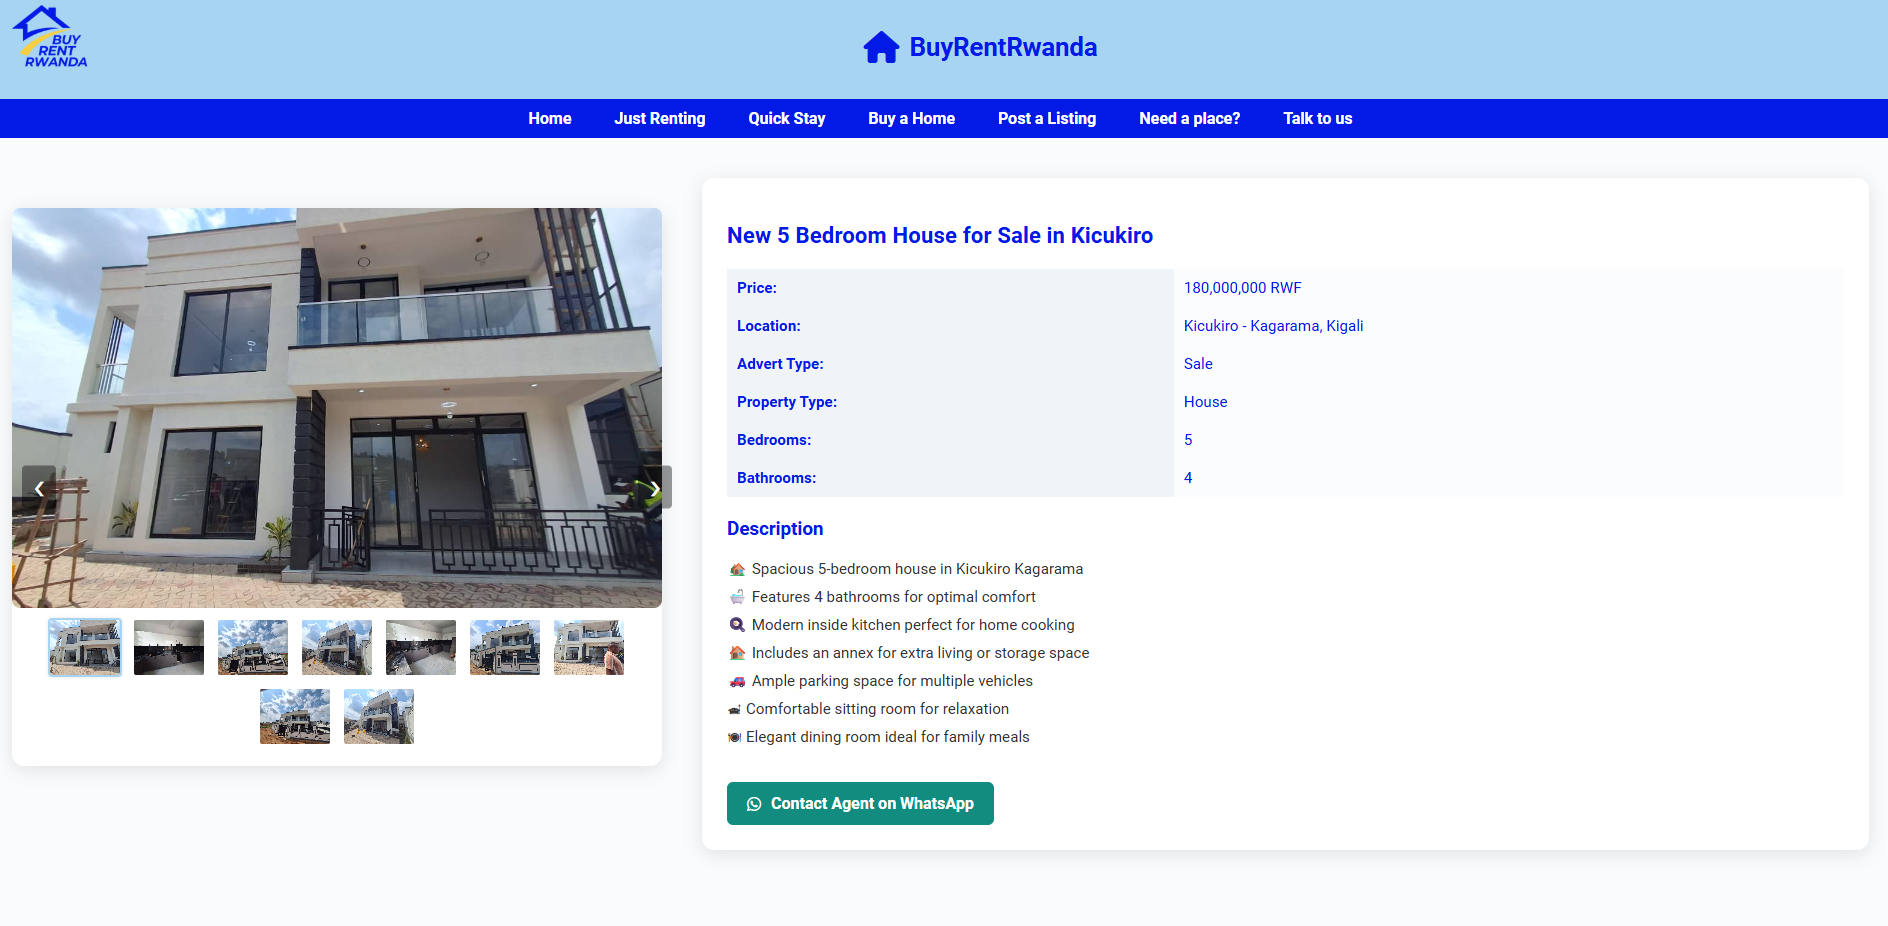 BUY
RENT
RWANDA
BuyRentRwanda
Home Just Renting Quick Stay Buy a Home Post a Listing Need a place? Talk to us
New 5 Bedroom House for Sale in Kicukiro
Price: 180,000,000 RWF
Location: Kicukiro - Kagarama, Kigali
Advert Type: Sale
Property Type: House
Bedrooms: 5
Bathrooms: 4
Description
🏡 Spacious 5-bedroom house in Kicukiro Kagarama
🛁 Features 4 bathrooms for optimal comfort
🍳 Modern inside kitchen perfect for home cooking
🏠 Includes an annex for extra living or storage space
🚗 Ample parking space for multiple vehicles
🛋 Comfortable sitting room for relaxation
🍽 Elegant dining room ideal for family meals
Contact Agent on WhatsApp